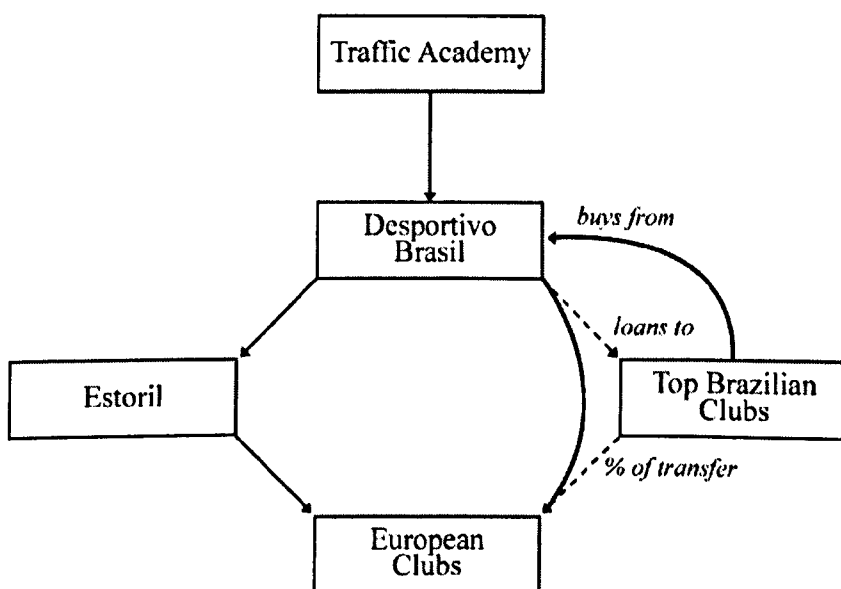 Traffic Academy
Desportivo
Brasil
buys from
loans to
Estoril
Top Brazilian
Clubs
% of transfer
European
Clubs